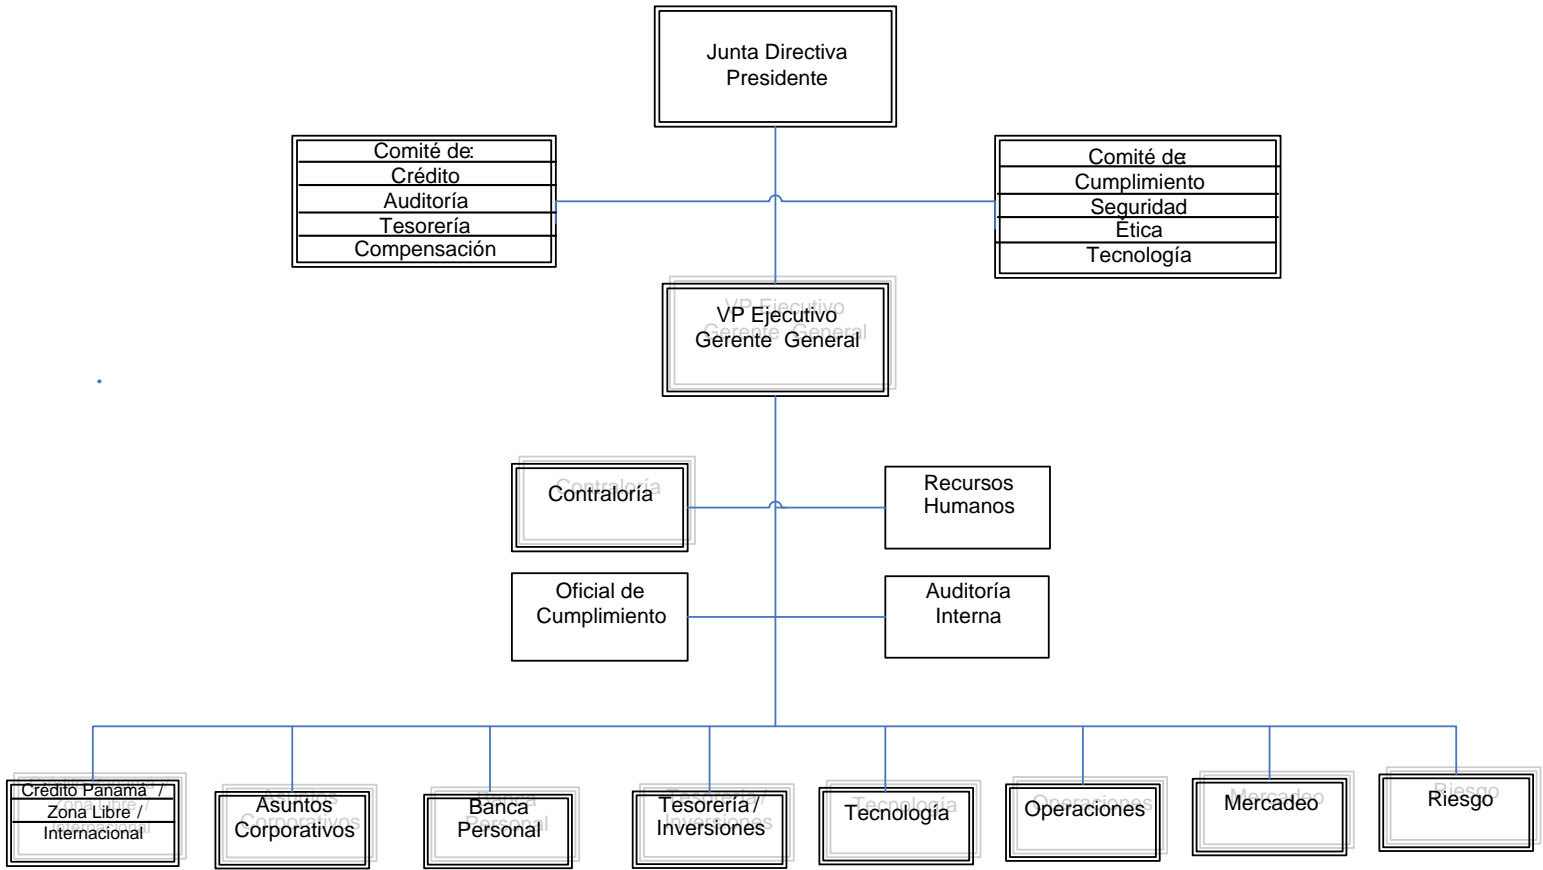 Junta Directiva
Presidente
Comité de:
Crédito
Auditoría
Tesorería
Compensación
Comité de:
Cumplimiento
Seguridad
Ética
Tecnología
VP Ejecutivo
Gerente General
Contraloría
Recursos
Humanos
Oficial de
Cumplimiento
Auditoría
Interna
Crédito Panamá /
Zona Libre /
Internacional
Asuntos
Corporativos
Banca
Personal
Tesorería/
Inversiones
Tecnología
Operaciones
Mercadeo
Riesgo